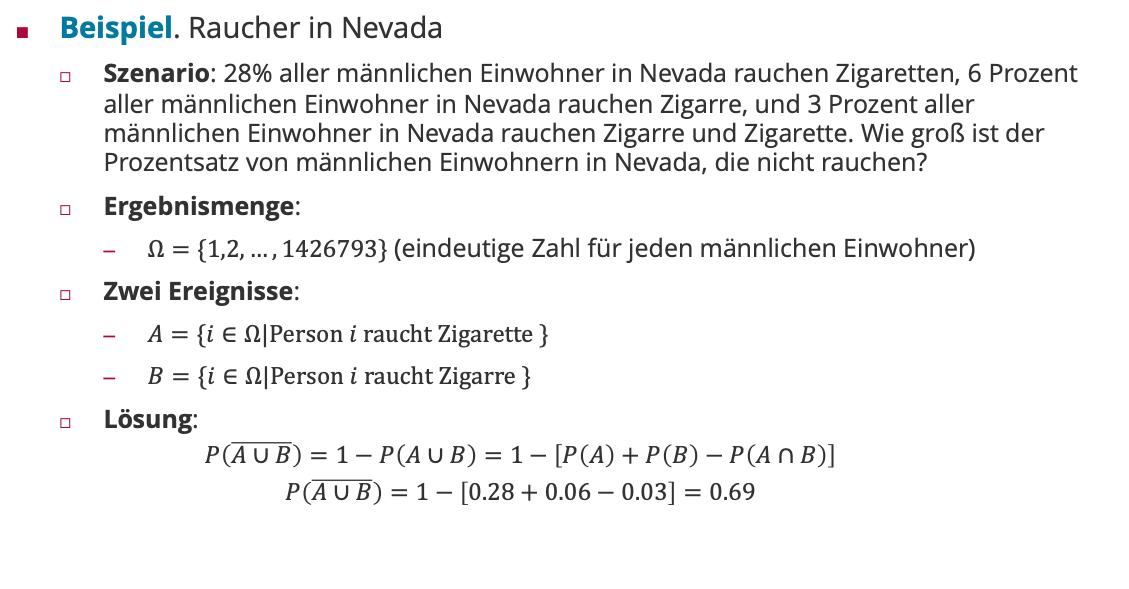 Beispiel. Raucher in Nevada
Szenario: 28% aller männlichen Einwohner in Nevada rauchen Zigaretten, 6 Prozent
aller männlichen Einwohner in Nevada rauchen Zigarre, und 3 Prozent aller
männlichen Einwohner in Nevada rauchen Zigarre und Zigarette. Wie groß ist der
Prozentsatz von männlichen Einwohnern in Nevada, die nicht rauchen?
Ergebnismenge:
– Ω = {1,2, … , 1426793} (eindeutige Zahl für jeden männlichen Einwohner)
Zwei Ereignisse:
– A = {i ∈ Ω|Person i raucht Zigarette }
– B = {i ∈ Ω|Person i raucht Zigarre }
Lösung:
P(A̅ ̅∪̅ ̅B̅) = 1 − P(A ∪ B) = 1 − [P(A) + P(B) − P(A ∩ B)]
P(A̅ ̅∪̅ ̅B̅) = 1 − [0.28 + 0.06 − 0.03] = 0.69